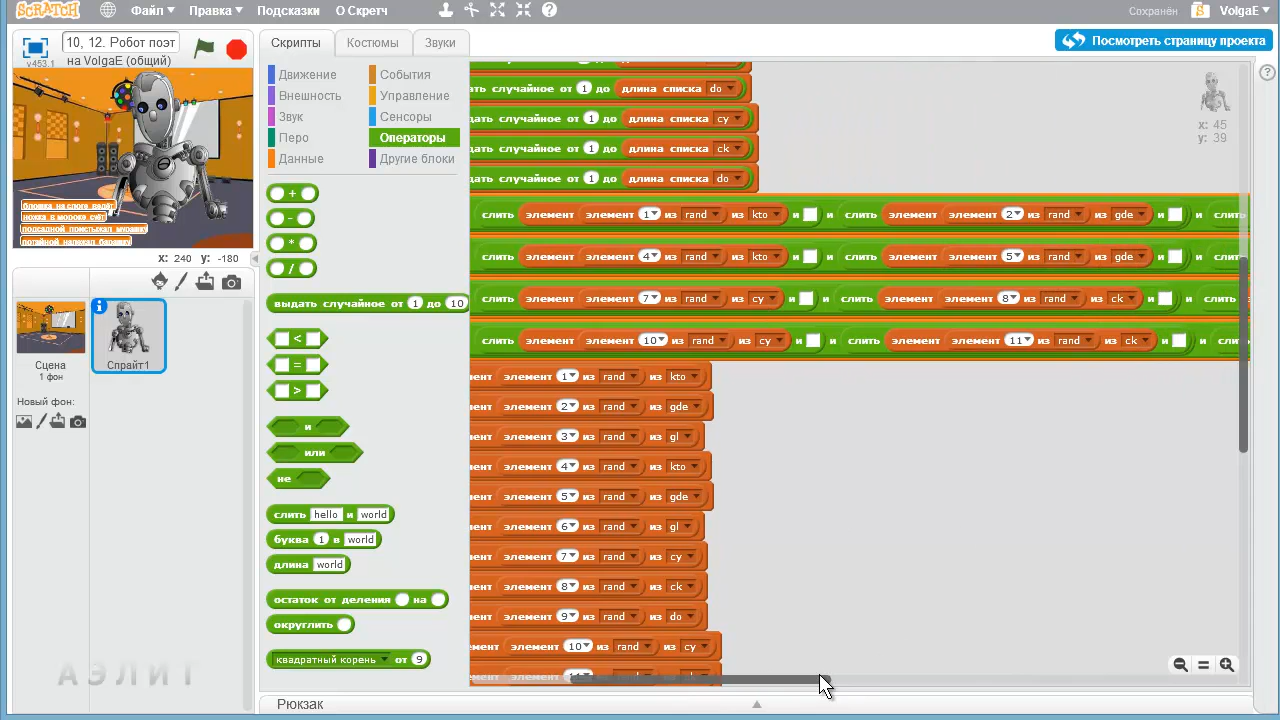 SCRATCH Файл Правка Подсказки О Скретч Сохранён VolgaE
v453.1 10, 12. Робот поэт
на VolgaE (общий)
Скрипты Костюмы Звуки Посмотреть страницу проекта
Движение События
Внешность Управление
Звук Сенсоры
Перо Операторы
Данные Другие блоки
x: 45
y: 39
x: 240 y: -180
+
-
*
/
выдать случайное от 1 до 10
<
=
>
и
или
не
слить hello и world
буква 1 в world
длина world
остаток от деления на
округлить
квадратный корень от 9
Сцена
1 фон
Спрайт1
Новый фон:
АЭЛИТ
дать случайное от 1 до длина списка do
дать случайное от 1 до длина списка cy
дать случайное от 1 до длина списка ck
дать случайное от 1 до длина списка do
слить элемент элемент 1 из rand из kto и и слить элемент элемент 2 из rand из gde и и слит
слить элемент элемент 4 из rand из kto и и слить элемент элемент 5 из rand из gde и и слит
слить элемент элемент 7 из rand из cy и и слить элемент элемент 8 из rand из ck и и слить
слить элемент элемент 10 из rand из cy и и слить элемент элемент 11 из rand из ck и и слить
мент элемент 1 из rand из kto
мент элемент 2 из rand из gde
мент элемент 3 из rand из gl
мент элемент 4 из rand из kto
мент элемент 5 из rand из gde
мент элемент 6 из rand из gl
мент элемент 7 из rand из cy
мент элемент 8 из rand из ck
мент элемент 9 из rand из do
емент элемент 10 из rand из cy
Рюкзак